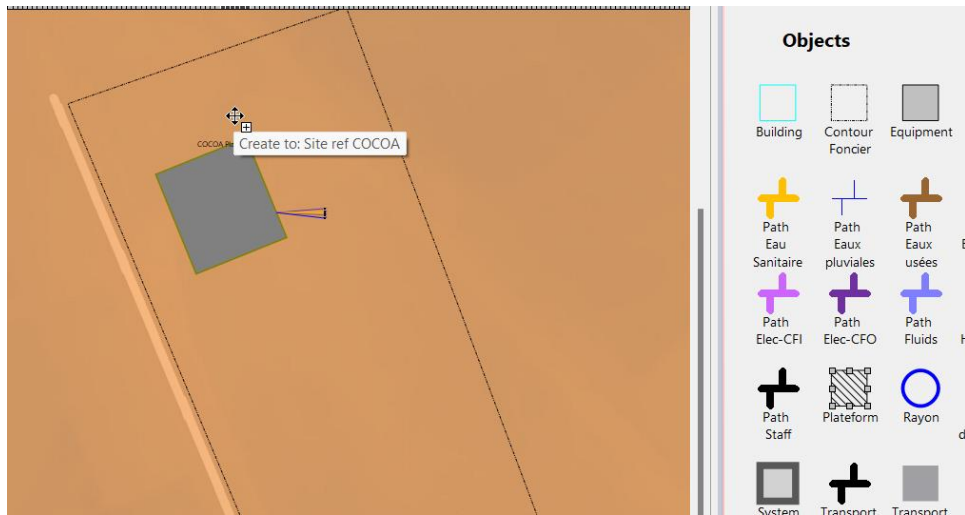 COCOA
Create to: Site ref COCOA
Objects
Building
Contour
Foncier
Equipment
Path
Eau
Sanitaire
Path
Eaux
pluviales
Path
Eaux
usées
Path
Elec-CFI
Path
Elec-CFO
Path
Fluids
Path
Staff
Plateform
Rayon
System
Transport
Transport